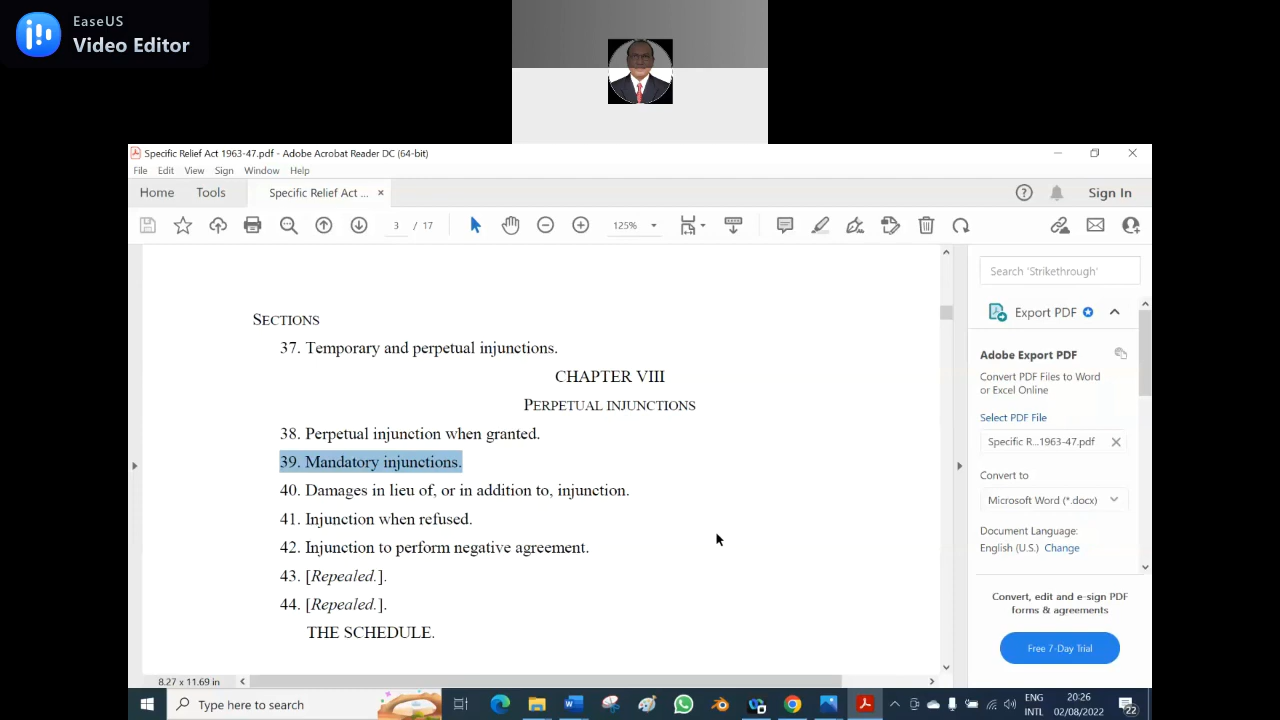 EaseUS
Video Editor
Specific Relief Act 1963-47.pdf - Adobe Acrobat Reader DC (64-bit)
File Edit View Sign Window Help
Home Tools Specific Relief Act ... × Sign In
3 / 17 125%
SECTIONS
37. Temporary and perpetual injunctions.
CHAPTER VIII
PERPETUAL INJUNCTIONS
38. Perpetual injunction when granted.
39. Mandatory injunctions.
40. Damages in lieu of, or in addition to, injunction.
41. Injunction when refused.
42. Injunction to perform negative agreement.
43. [Repealed.].
44. [Repealed.].
THE SCHEDULE.
8.27 x 11.69 in
Search 'Strikethrough'
Export PDF
Adobe Export PDF
Convert PDF Files to Word
or Excel Online
Select PDF File
Specific R...1963-47.pdf
Convert to
Microsoft Word (*.docx)
Document Language:
English (U.S.) Change
Convert, edit and e-sign PDF
forms & agreements
Free 7-Day Trial
Type here to search
ENG
INTL
20:26
02/08/2022
22